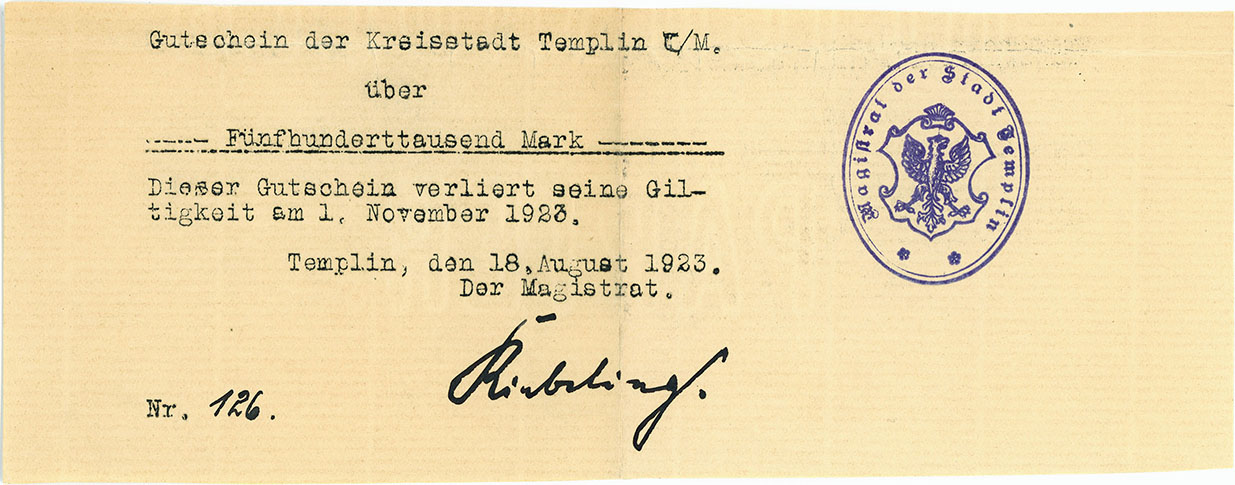 Gutschein der Kreisstadt Templin U/M.
über
----- Fünfhunderttausend Mark -------
Dieser Gutschein verliert seine Gil-
tigkeit am 1. November 1923.
Templin, den 18.August 1923.
Der Magistrat.
Nr. 126.
Magistrat der Stadt Templin